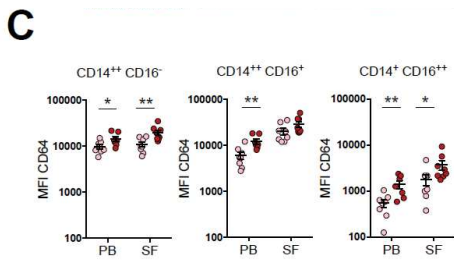 C
CD14⁺⁺ CD16⁻
CD14⁺⁺ CD16⁺
CD14⁺ CD16⁺⁺
MFI CD64
100000
10000
1000
100
*
**
PB
SF
MFI CD64
100000
10000
1000
100
**
PB
SF
MFI CD64
100000
10000
1000
100
**
*
PB
SF